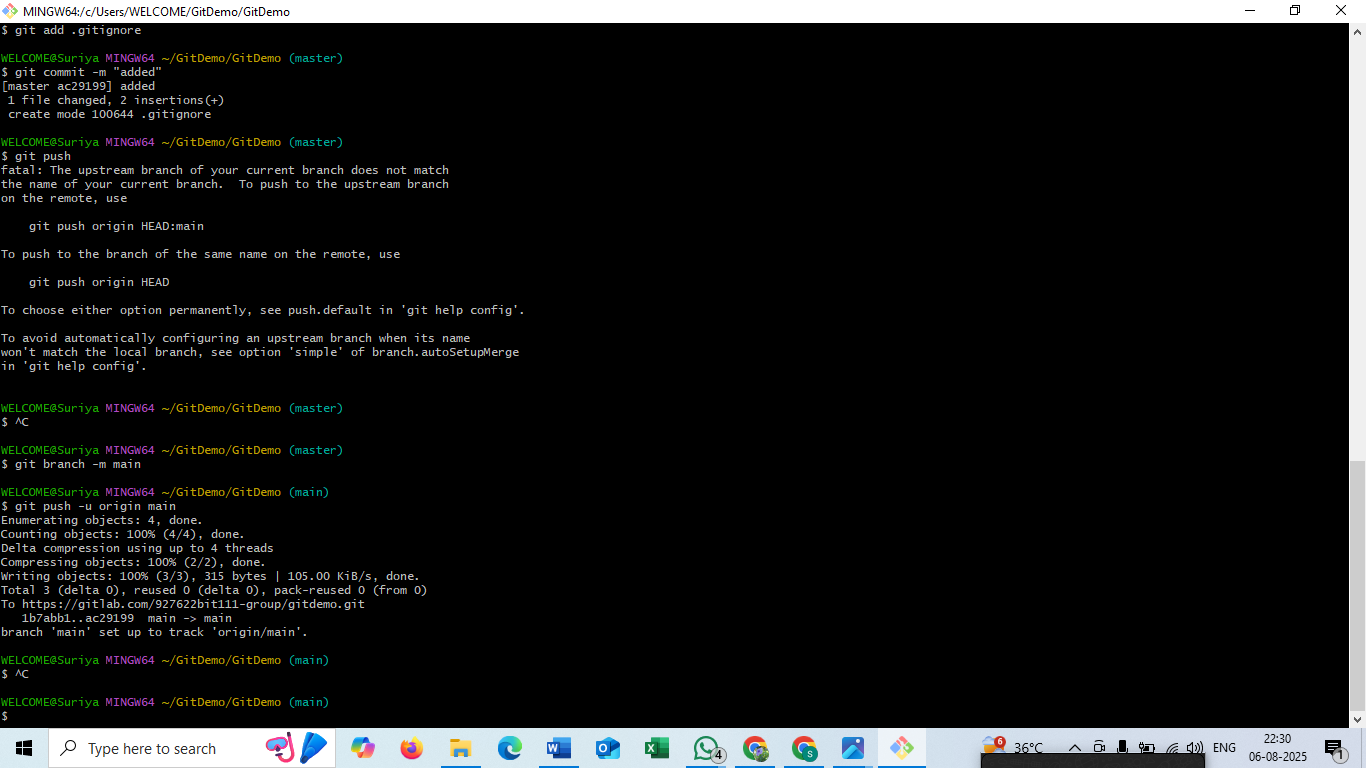 MINGW64:/c/Users/WELCOME/GitDemo/GitDemo
$ git add .gitignore
WELCOME@Suriya MINGW64 ~/GitDemo/GitDemo (master)
$ git commit -m "added"
[master ac29199] added
1 file changed, 2 insertions(+)
create mode 100644 .gitignore
WELCOME@Suriya MINGW64 ~/GitDemo/GitDemo (master)
$ git push
fatal: The upstream branch of your current branch does not match
the name of your current branch.  To push to the upstream branch
on the remote, use
git push origin HEAD:main
To push to the branch of the same name on the remote, use
git push origin HEAD
To choose either option permanently, see push.default in 'git help config'.
To avoid automatically configuring an upstream branch when its name
won't match the local branch, see option 'simple' of branch.autoSetupMerge
in 'git help config'.
WELCOME@Suriya MINGW64 ~/GitDemo/GitDemo (master)
$ ^C
WELCOME@Suriya MINGW64 ~/GitDemo/GitDemo (master)
$ git branch -m main
WELCOME@Suriya MINGW64 ~/GitDemo/GitDemo (main)
$ git push -u origin main
Enumerating objects: 4, done.
Counting objects: 100% (4/4), done.
Delta compression using up to 4 threads
Compressing objects: 100% (2/2), done.
Writing objects: 100% (3/3), 315 bytes | 105.00 KiB/s, done.
Total 3 (delta 0), reused 0 (delta 0), pack-reused 0 (from 0)
To https://gitlab.com/927622bit111-group/gitdemo.git
1b7abb1..ac29199  main -> main
branch 'main' set up to track 'origin/main'.
WELCOME@Suriya MINGW64 ~/GitDemo/GitDemo (main)
$ ^C
WELCOME@Suriya MINGW64 ~/GitDemo/GitDemo (main)
$
Type here to search
W
O
X
4
S
6
36°C
ENG
22:30
06-08-2025
1